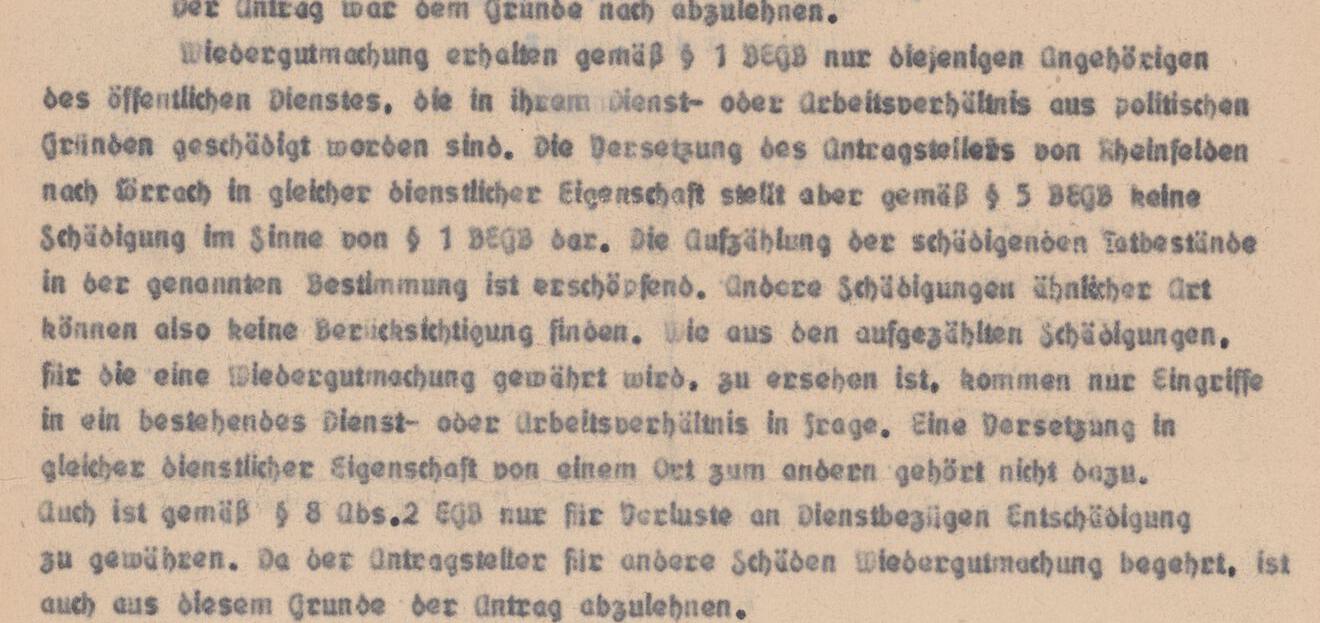 Der Antrag war dem Grunde nach abzulehnen.
Wiedergutmachung erhalten gemäß § 1 BEGB nur diejenigen Angehörigen
des öffentlichen Dienstes, die in ihrem Dienst- oder Arbeitsverhältnis aus politischen
Gründen geschädigt worden sind. Die Versetzung des Antragstellers von Rheinfelden
nach Lörrach in gleicher dienstlicher Eigenschaft stellt aber gemäß § 5 BEGB keine
Schädigung im Sinne von § 1 BEGB dar. Die Aufzählung der schädigenden Tatbestände
in der genannten Bestimmung ist erschöpfend. Andere Schädigungen ähnlicher Art
können also keine Berücksichtigung finden. Wie aus den aufgezählten Schädigungen,
für die eine Wiedergutmachung gewährt wird, zu ersehen ist, kommen nur Eingriffe
in ein bestehendes Dienst- oder Arbeitsverhältnis in Frage. Eine Versetzung in
gleicher dienstlicher Eigenschaft von einem Ort zum andern gehört nicht dazu.
Auch ist gemäß § 8 Abs.2 EGB nur für Verluste an Dienstbezügen Entschädigung
zu gewähren. Da der Antragsteller für andere Schäden Wiedergutmachung begehrt, ist
auch aus diesem Grunde der Antrag abzulehnen.